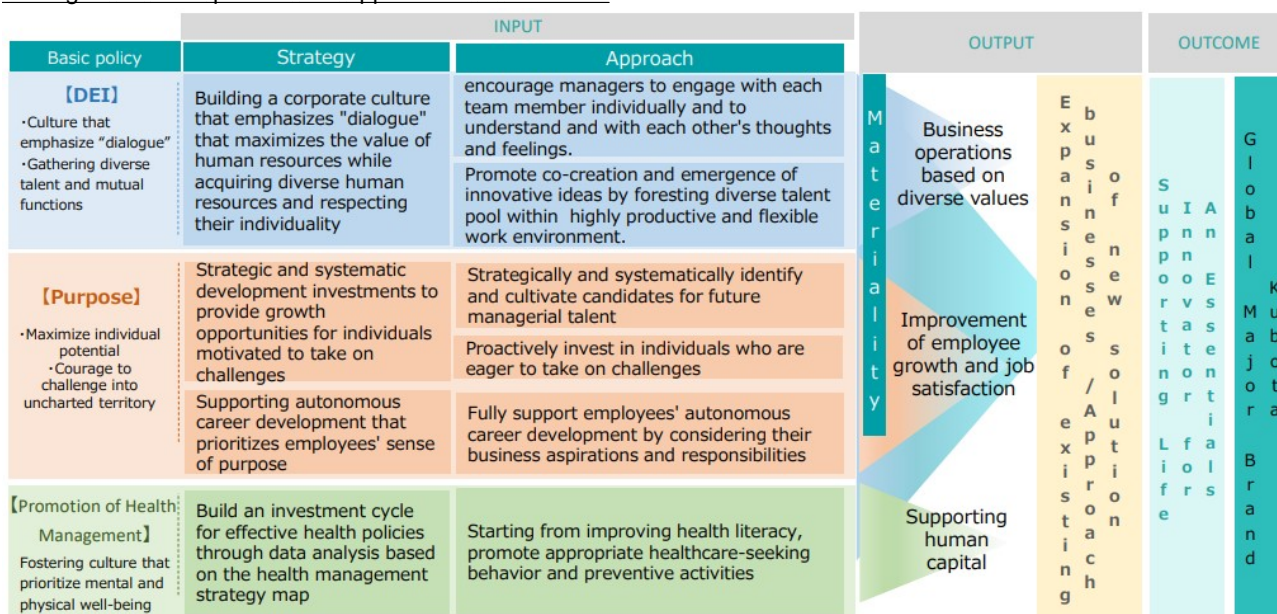 INPUT
OUTPUT
OUTCOME
Basic policy
Strategy
Approach
【DEI】
・Culture that
emphasize “dialogue”
・Gathering diverse
talent and mutual
functions
Building a corporate culture
that emphasizes "dialogue"
that maximizes the value of
human resources while
acquiring diverse human
resources and respecting
their individuality
encourage managers to engage with each
team member individually and to
understand and with each other's thoughts
and feelings.
Promote co-creation and emergence of
innovative ideas by foresting diverse talent
pool within highly productive and flexible
work environment.
【Purpose】
・Maximize individual
potential
・Courage to
challenge into
uncharted territory
Strategic and systematic
development investments to
provide growth
opportunities for individuals
motivated to take on
challenges
Supporting autonomous
career development that
prioritizes employees' sense
of purpose
Strategically and systematically identify
and cultivate candidates for future
managerial talent
Proactively invest in individuals who are
eager to take on challenges
Fully support employees' autonomous
career development by considering their
business aspirations and responsibilities
【Promotion of Health
Management】
Fostering culture that
prioritize mental and
physical well-being
Build an investment cycle
for effective health policies
through data analysis based
on the health management
strategy map
Starting from improving health literacy,
promote appropriate healthcare-seeking
behavior and preventive activities
Materiality
Business
operations
based on
diverse values
Improvement
of employee
growth and job
satisfaction
Supporting
human
capital
Expansion of existing
businesses /Approach
of new solution
Supporting Life
Innovator for
An Essentials
Global Major Brand
Kubota